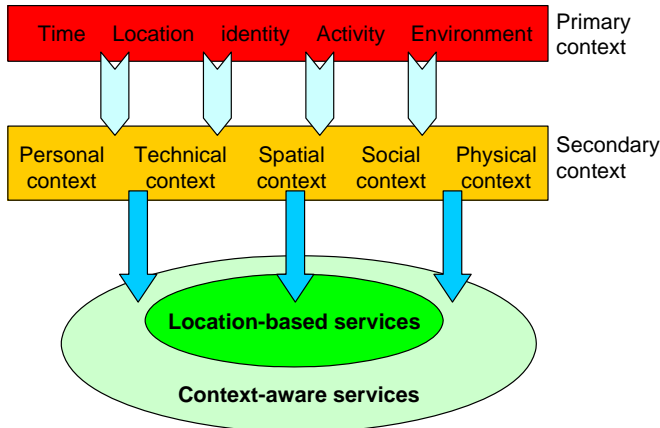 Time Location identity Activity Environment
Primary
context
Personal Technical Spatial Social Physical
context context context context context
Secondary
context
Location-based services
Context-aware services